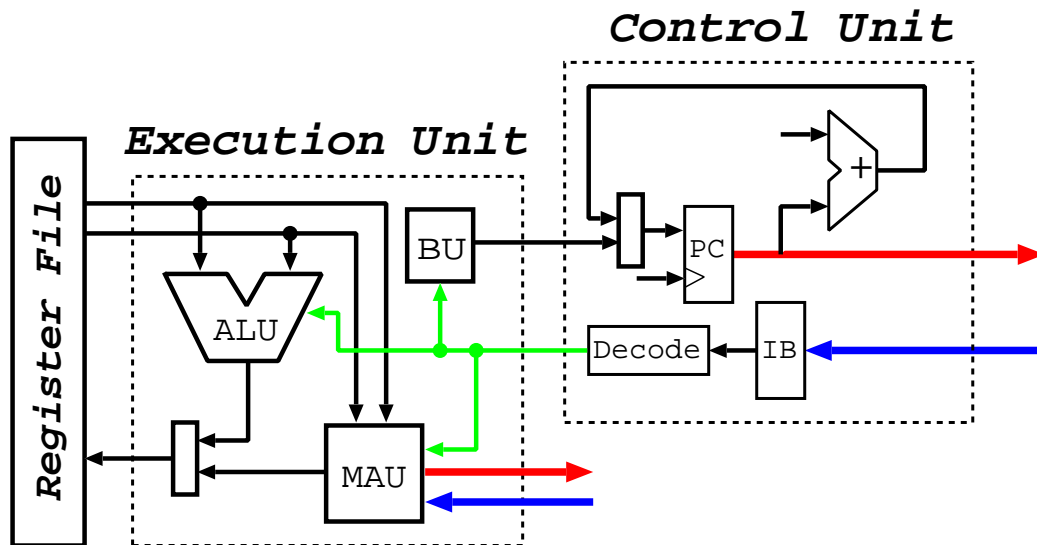 Control Unit
Execution Unit
Register File
+
BU
PC
ALU
Decode
IB
MAU